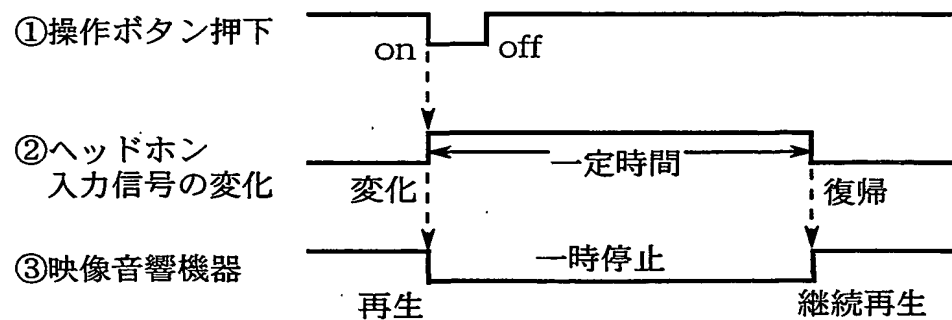 ①操作ボタン押下
on
off
②ヘッドホン
入力信号の変化
変化
一定時間
復帰
③映像音響機器
一時停止
再生
継続再生